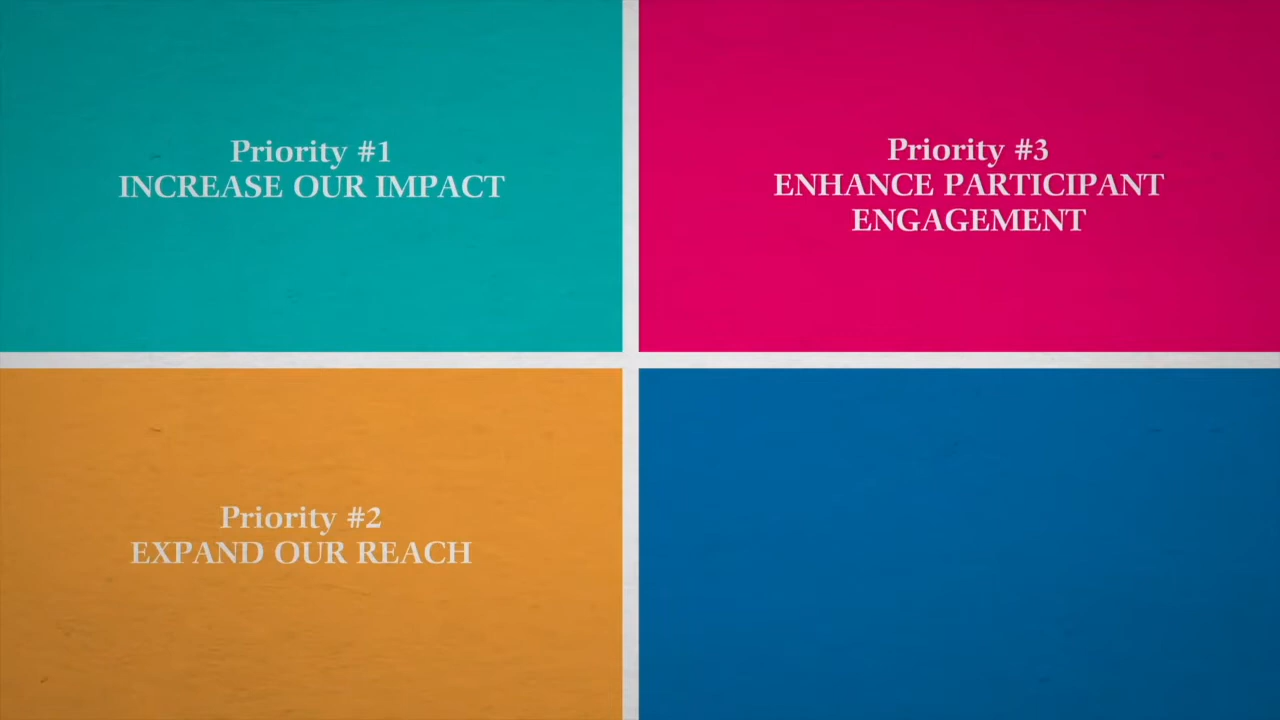 Priority #1
INCREASE OUR IMPACT
Priority #2
EXPAND OUR REACH
Priority #3
ENHANCE PARTICIPANT
ENGAGEMENT